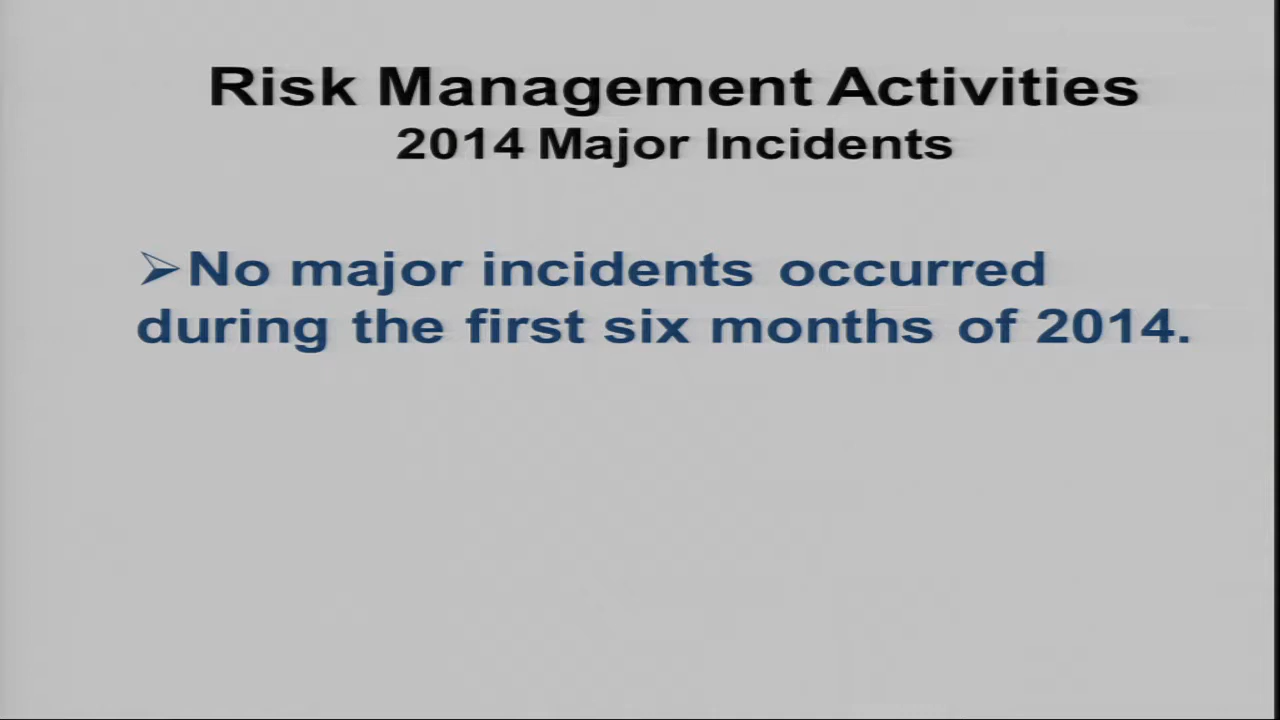 Risk Management Activities
2014 Major Incidents
➢No major incidents occurred
during the first six months of 2014.